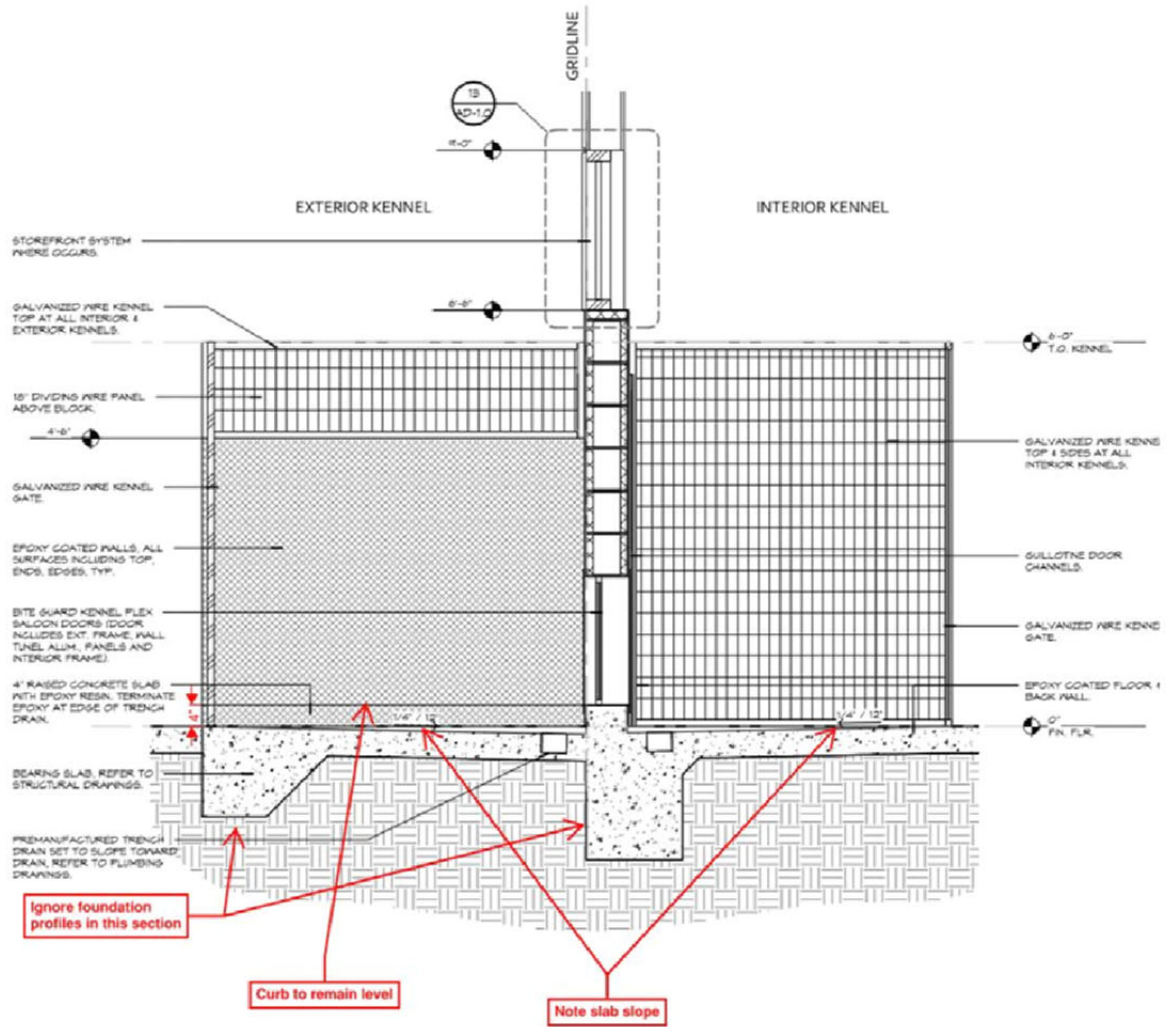 GRIDLINE
13
AD-1.0
EXTERIOR KENNEL
INTERIOR KENNEL
STOREFRONT SYSTEM
WHERE OCCURS.
GALVANIZED WIRE KENNEL
TOP AT ALL INTERIOR &
EXTERIOR KENNELS.
6'-0"
T.O. KENNEL
18" DIVIDING WIRE PANEL
ABOVE BLOCK.
4'-6"
GALVANIZED WIRE KENNE
TOP & SIDES AT ALL
INTERIOR KENNELS.
GALVANIZED WIRE KENNEL
GATE.
EPOXY COATED WALLS, ALL
SURFACES INCLUDING TOP,
ENDS, EDGES, TYP.
GUILLOTNE DOOR
CHANNELS.
BITE GUARD KENNEL PLEX
SALOON DOORS (DOOR
INCLUDES EXT. FRAME, WALL
TUNEL ALUM., PANELS AND
INTERIOR FRAME).
GALVANIZED WIRE KENNE
GATE.
4" RAISED CONCRETE SLAB
WITH EPOXY RESIN. TERMINATE
EPOXY AT EDGE OF TRENCH
DRAIN.
EPOXY COATED FLOOR &
BACK WALL.
4"
1/4" / 12"
1/4" / 12"
0"
FIN. FLR.
BEARING SLAB, REFER TO
STRUCTURAL DRAWINGS.
PREMANUFACTURED TRENCH
DRAIN SET TO SLOPE TOWARD
DRAIN, REFER TO PLUMBING
DRAWINGS.
Ignore foundation
profiles in this section
Curb to remain level
Note slab slope